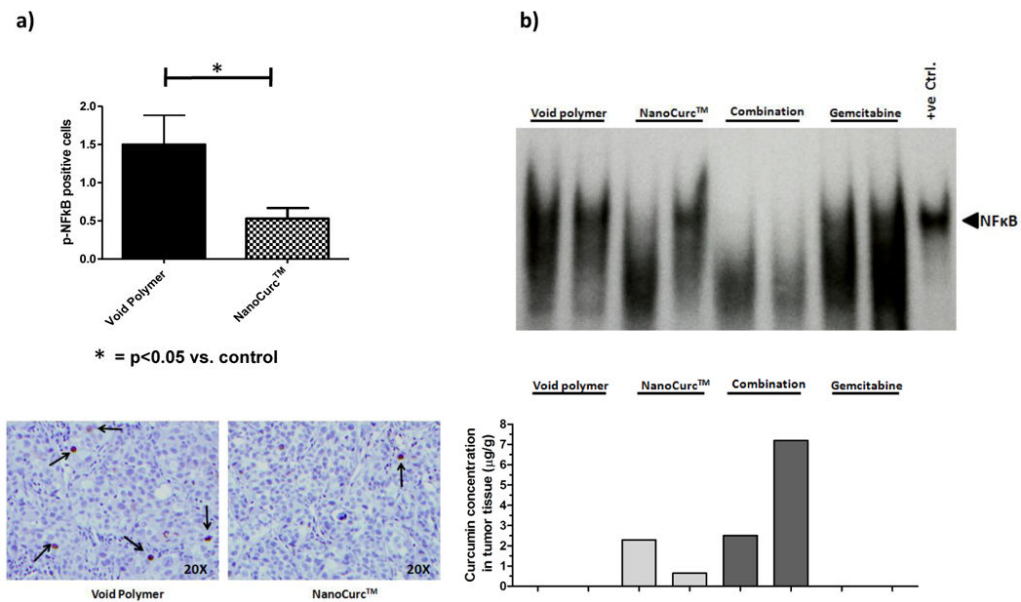 a)
*
2.0
1.5
1.0
0.5
0.0
p-NFkB positive cells
Void Polymer
NanoCurc™
* = p<0.05 vs. control
20X
20X
Void Polymer
NanoCurc™
b)
Void polymer NanoCurc™ Combination Gemcitabine +ve Ctrl.
NFκB
Void polymer NanoCurc™ Combination Gemcitabine
8
7
6
5
4
3
2
1
0
Curcumin concentration
in tumor tissue (µg/g)